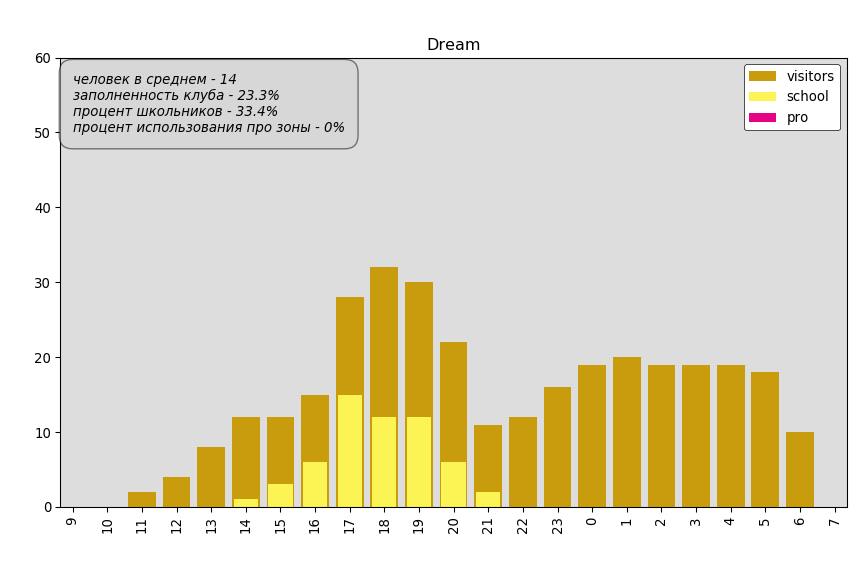 Dream
60
50
40
30
20
10
0
человек в среднем - 14
заполненность клуба - 23.3%
процент школьников - 33.4%
процент использования про зоны - 0%
visitors
school
pro
9 10 11 12 13 14 15 16 17 18 19 20 21 22 23 0 1 2 3 4 5 6 7